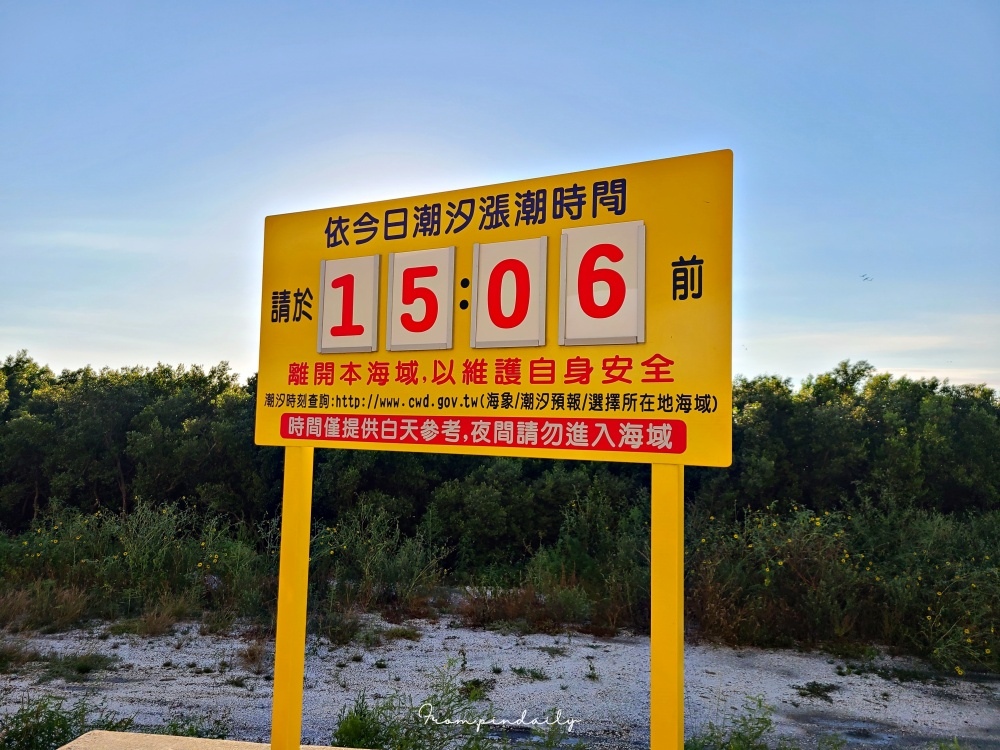 依今日潮汐漲潮時間
請於 15:06 前
離開本海域,以維護自身安全
潮汐時刻查詢:http://www.cwd.gov.tw(海象/潮汐預報/選擇所在地海域)
時間僅提供白天參考,夜間請勿進入海域
Frompindaily